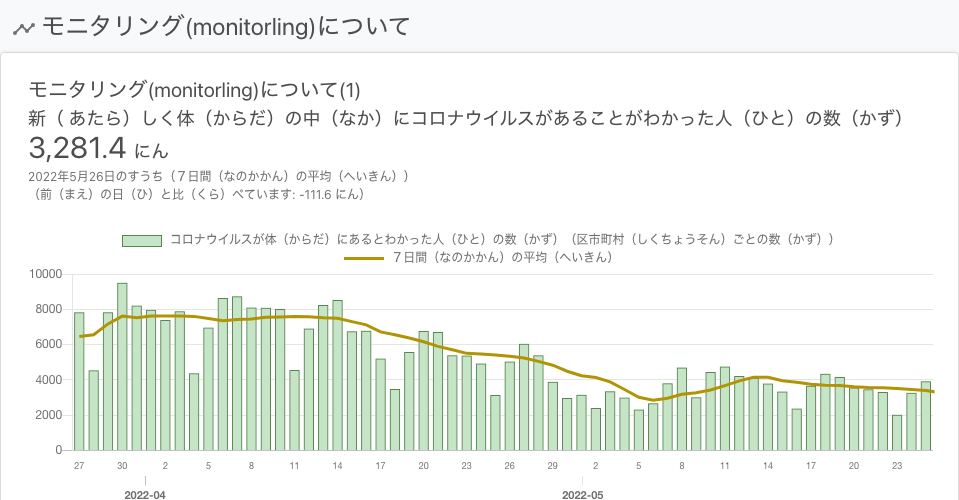 モニタリング(monitorling)について
モニタリング(monitorling)について(1)
新（ あたら）しく体（からだ）の中（なか）にコロナウイルスがあることがわかった人（ひと）の数（かず）
3,281.4 にん
2022年5月26日のすうち（７日間（なのかかん）の平均（へいきん））
（前（まえ）の日（ひ）と比（くら）べています: -111.6 にん）
コロナウイルスが体（からだ）にあるとわかった人（ひと）の数（かず）（区市町村（しくちょうそん）ごとの数（かず））
７日間（なのかかん）の平均（へいきん）
10000
8000
6000
4000
2000
0
27 30 2 5 8 11 14 17 20 23 26 29 2 5 8 11 14 17 20 23
2022-04 2022-05